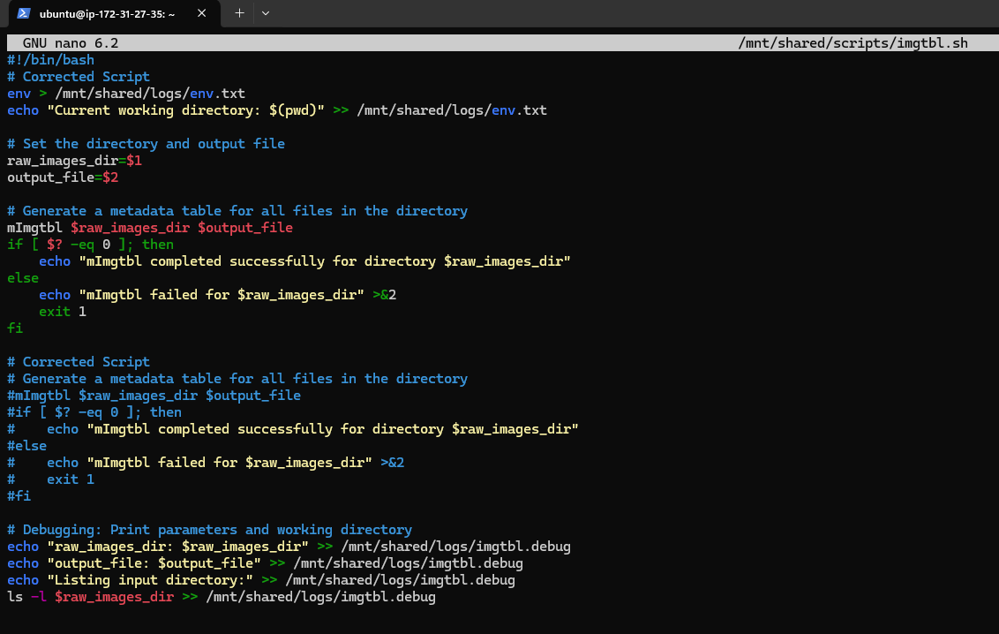 ubuntu@ip-172-31-27-35: ~
GNU nano 6.2 /mnt/shared/scripts/imgtbl.sh
#!/bin/bash
# Corrected Script
env > /mnt/shared/logs/env.txt
echo "Current working directory: $(pwd)" >> /mnt/shared/logs/env.txt

# Set the directory and output file
raw_images_dir=$1
output_file=$2

# Generate a metadata table for all files in the directory
mImgtbl $raw_images_dir $output_file
if [ $? -eq 0 ]; then
    echo "mImgtbl completed successfully for directory $raw_images_dir"
else
    echo "mImgtbl failed for $raw_images_dir" >&2
    exit 1
fi

# Corrected Script
# Generate a metadata table for all files in the directory
#mImgtbl $raw_images_dir $output_file
#if [ $? -eq 0 ]; then
#    echo "mImgtbl completed successfully for directory $raw_images_dir"
#else
#    echo "mImgtbl failed for $raw_images_dir" >&2
#    exit 1
#fi

# Debugging: Print parameters and working directory
echo "raw_images_dir: $raw_images_dir" >> /mnt/shared/logs/imgtbl.debug
echo "output_file: $output_file" >> /mnt/shared/logs/imgtbl.debug
echo "Listing input directory:" >> /mnt/shared/logs/imgtbl.debug
ls -l $raw_images_dir >> /mnt/shared/logs/imgtbl.debug